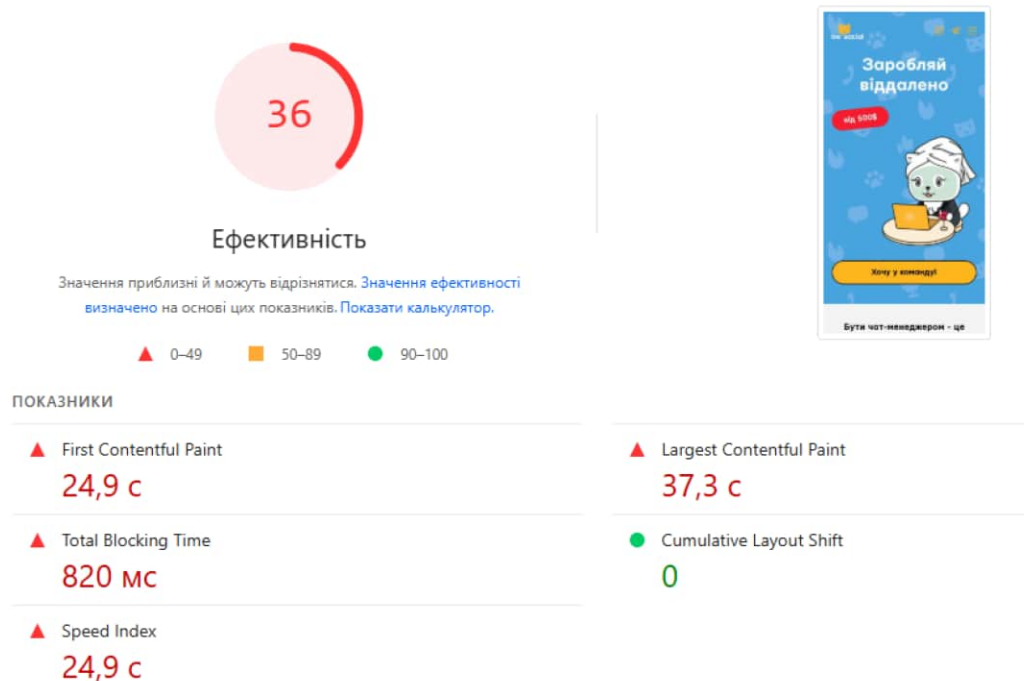 36
Ефективність
Значення приблизні й можуть відрізнятися. Значення ефективності
визначено на основі цих показників. Показати калькулятор.
0–49
50–89
90–100
Заробляй
віддалено
від 500$
Хочу у команду!
Бути чат-менеджером - це
ПОКАЗНИКИ
First Contentful Paint
24,9 с
Largest Contentful Paint
37,3 с
Total Blocking Time
820 мс
Cumulative Layout Shift
0
Speed Index
24,9 с